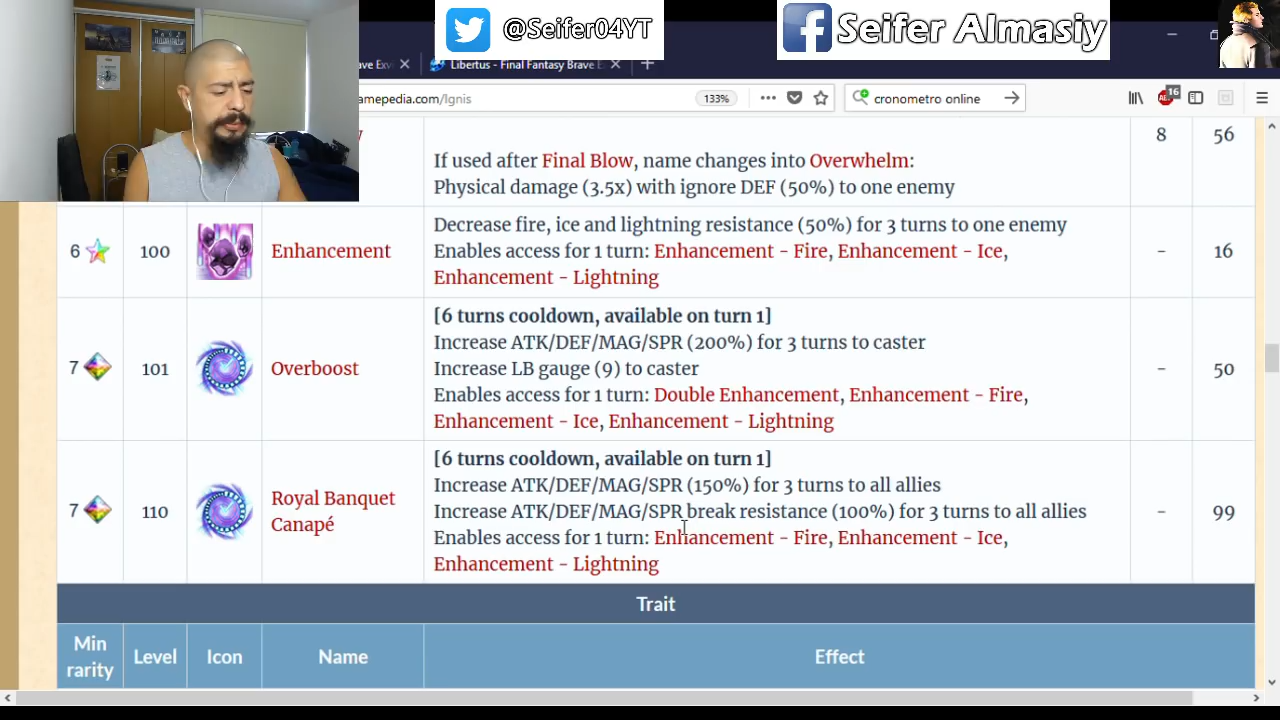 @Seifer04YT
Seifer Almasiy
Libertus - Final Fantasy Brave E
amepedia.com/Ignis
133%
cronometro online
16
If used after Final Blow, name changes into Overwhelm:
Physical damage (3.5x) with ignore DEF (50%) to one enemy
8
56
6
100
Enhancement
Decrease fire, ice and lightning resistance (50%) for 3 turns to one enemy
Enables access for 1 turn: Enhancement - Fire, Enhancement - Ice,
Enhancement - Lightning
-
16
7
101
Overboost
[6 turns cooldown, available on turn 1]
Increase ATK/DEF/MAG/SPR (200%) for 3 turns to caster
Increase LB gauge (9) to caster
Enables access for 1 turn: Double Enhancement, Enhancement - Fire,
Enhancement - Ice, Enhancement - Lightning
-
50
7
110
Royal Banquet
Canapé
[6 turns cooldown, available on turn 1]
Increase ATK/DEF/MAG/SPR (150%) for 3 turns to all allies
Increase ATK/DEF/MAG/SPR break resistance (100%) for 3 turns to all allies
Enables access for 1 turn: Enhancement - Fire, Enhancement - Ice,
Enhancement - Lightning
-
99
Trait
Min
rarity
Level
Icon
Name
Effect